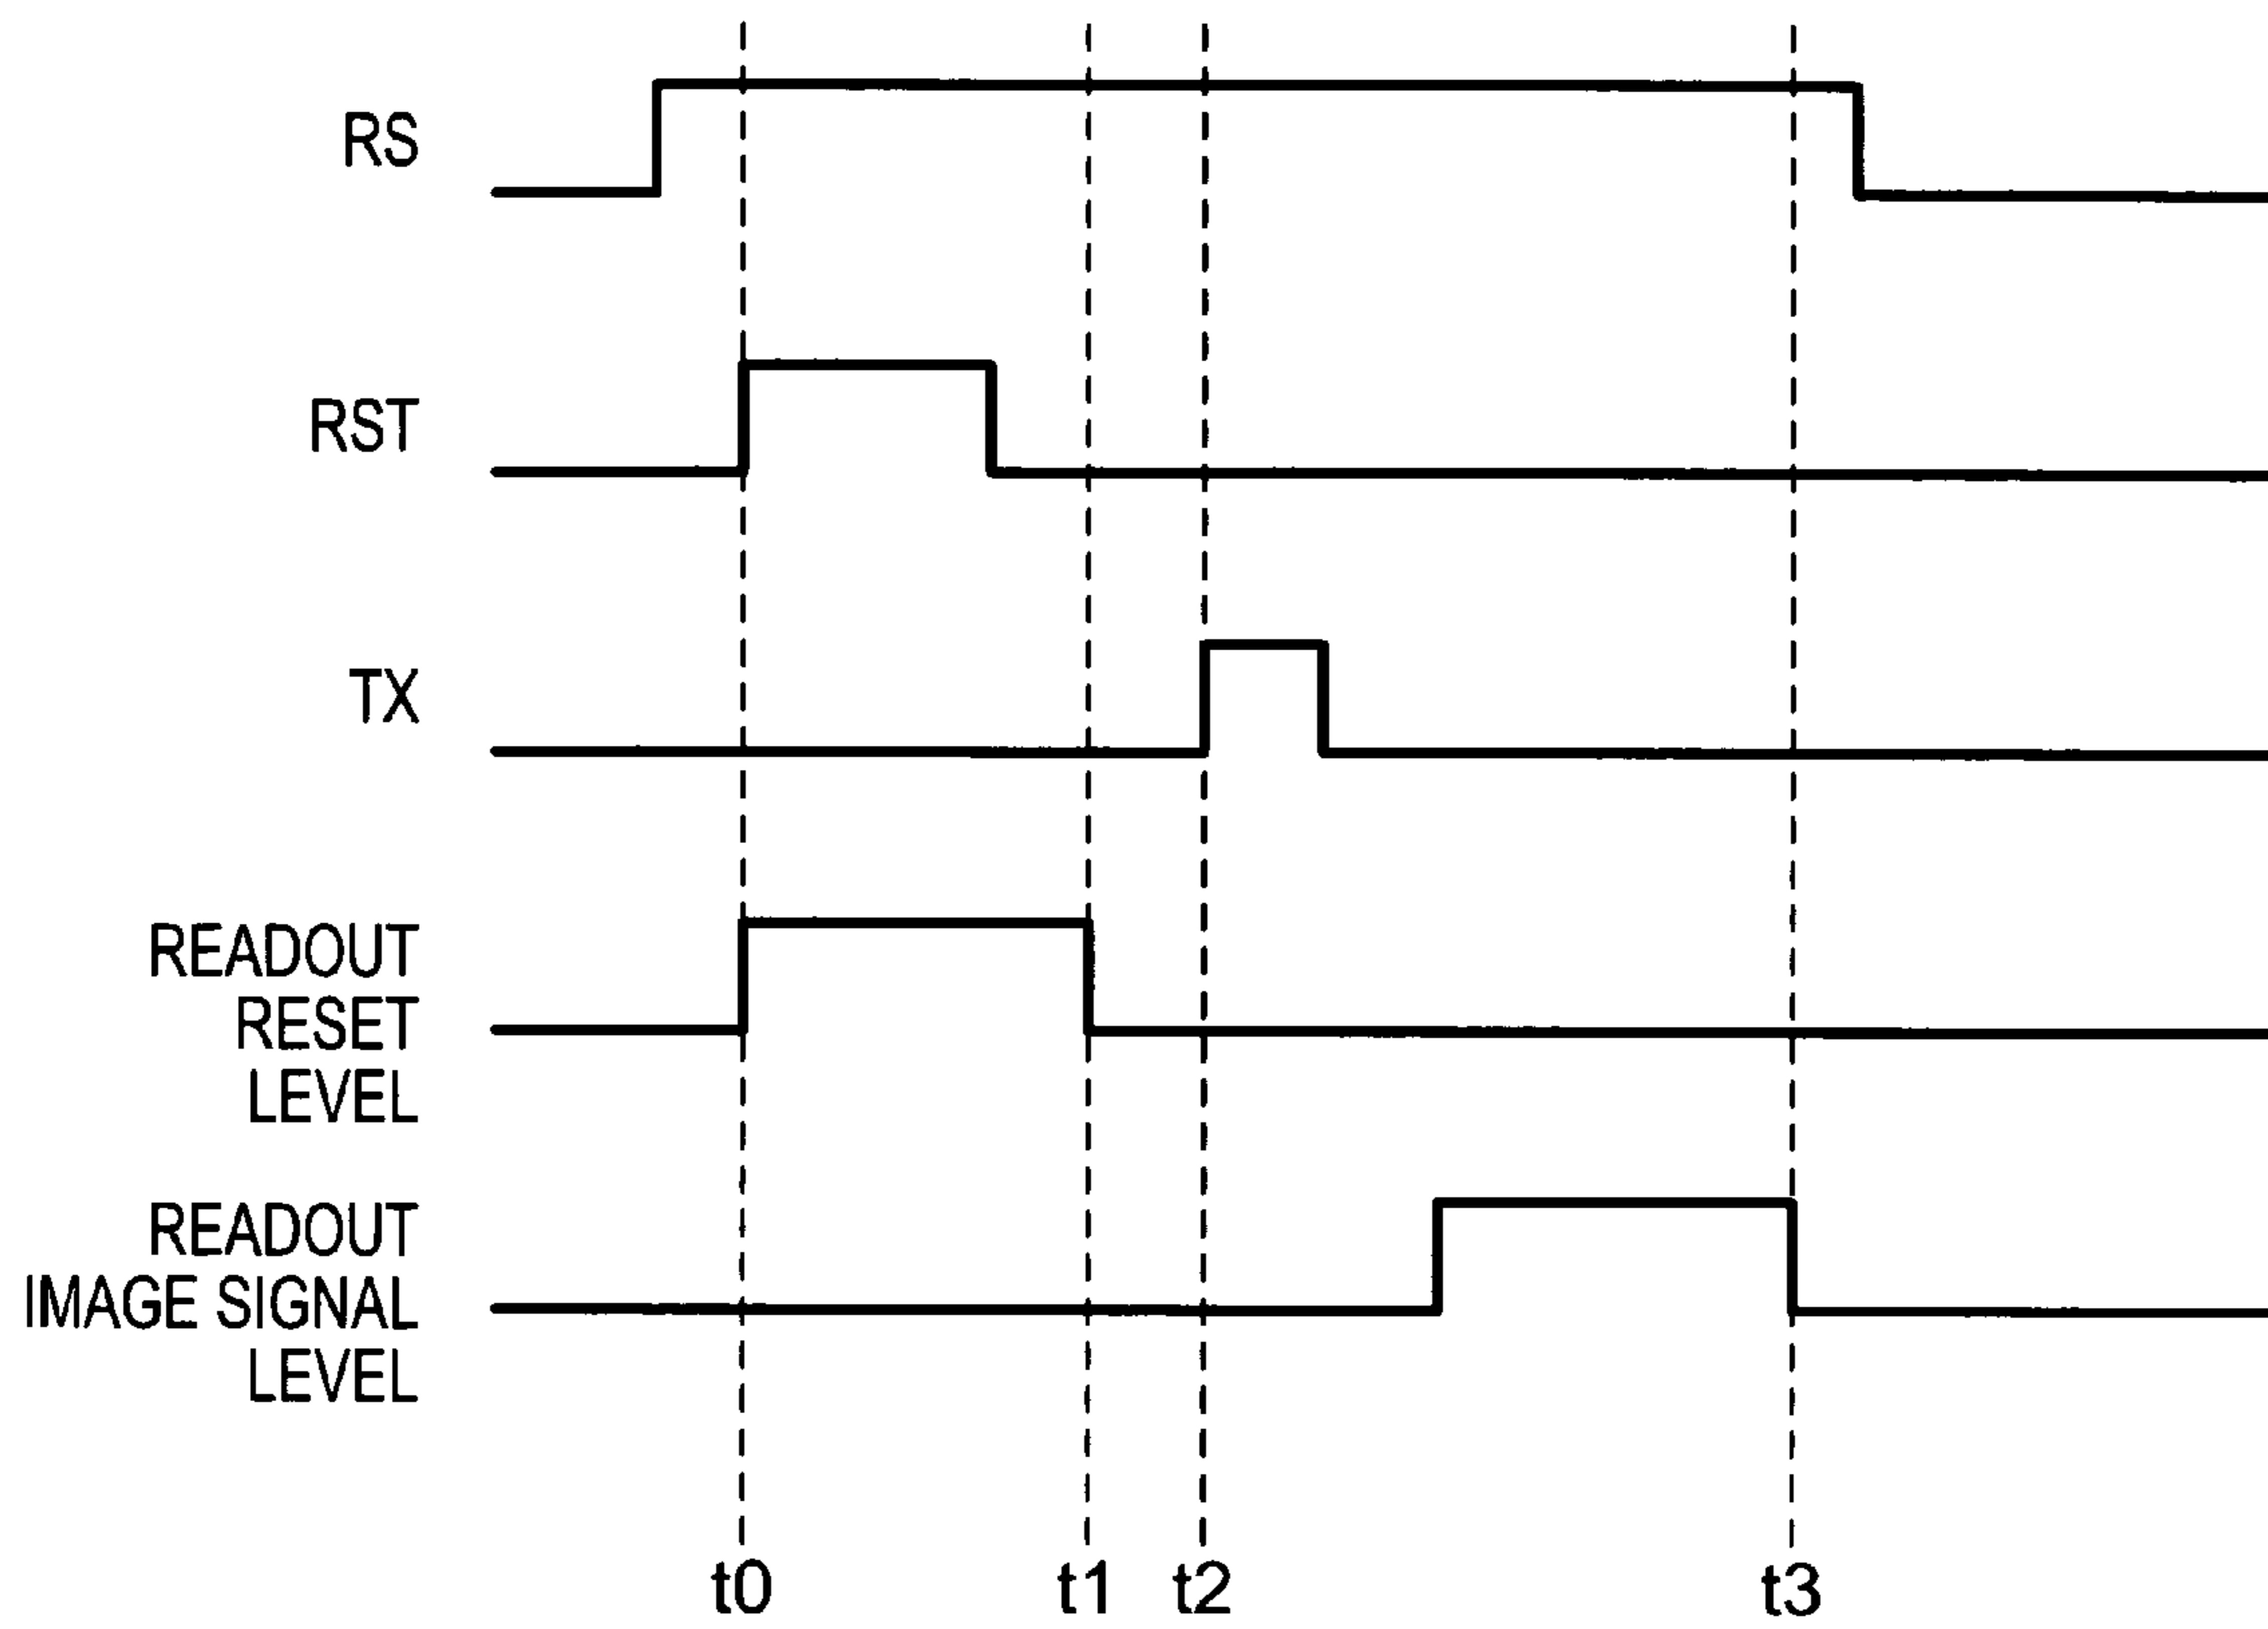 RS
RST
TX
READOUT
RESET
LEVEL
READOUT
IMAGE SIGNAL
LEVEL
t0 t1 t2 t3